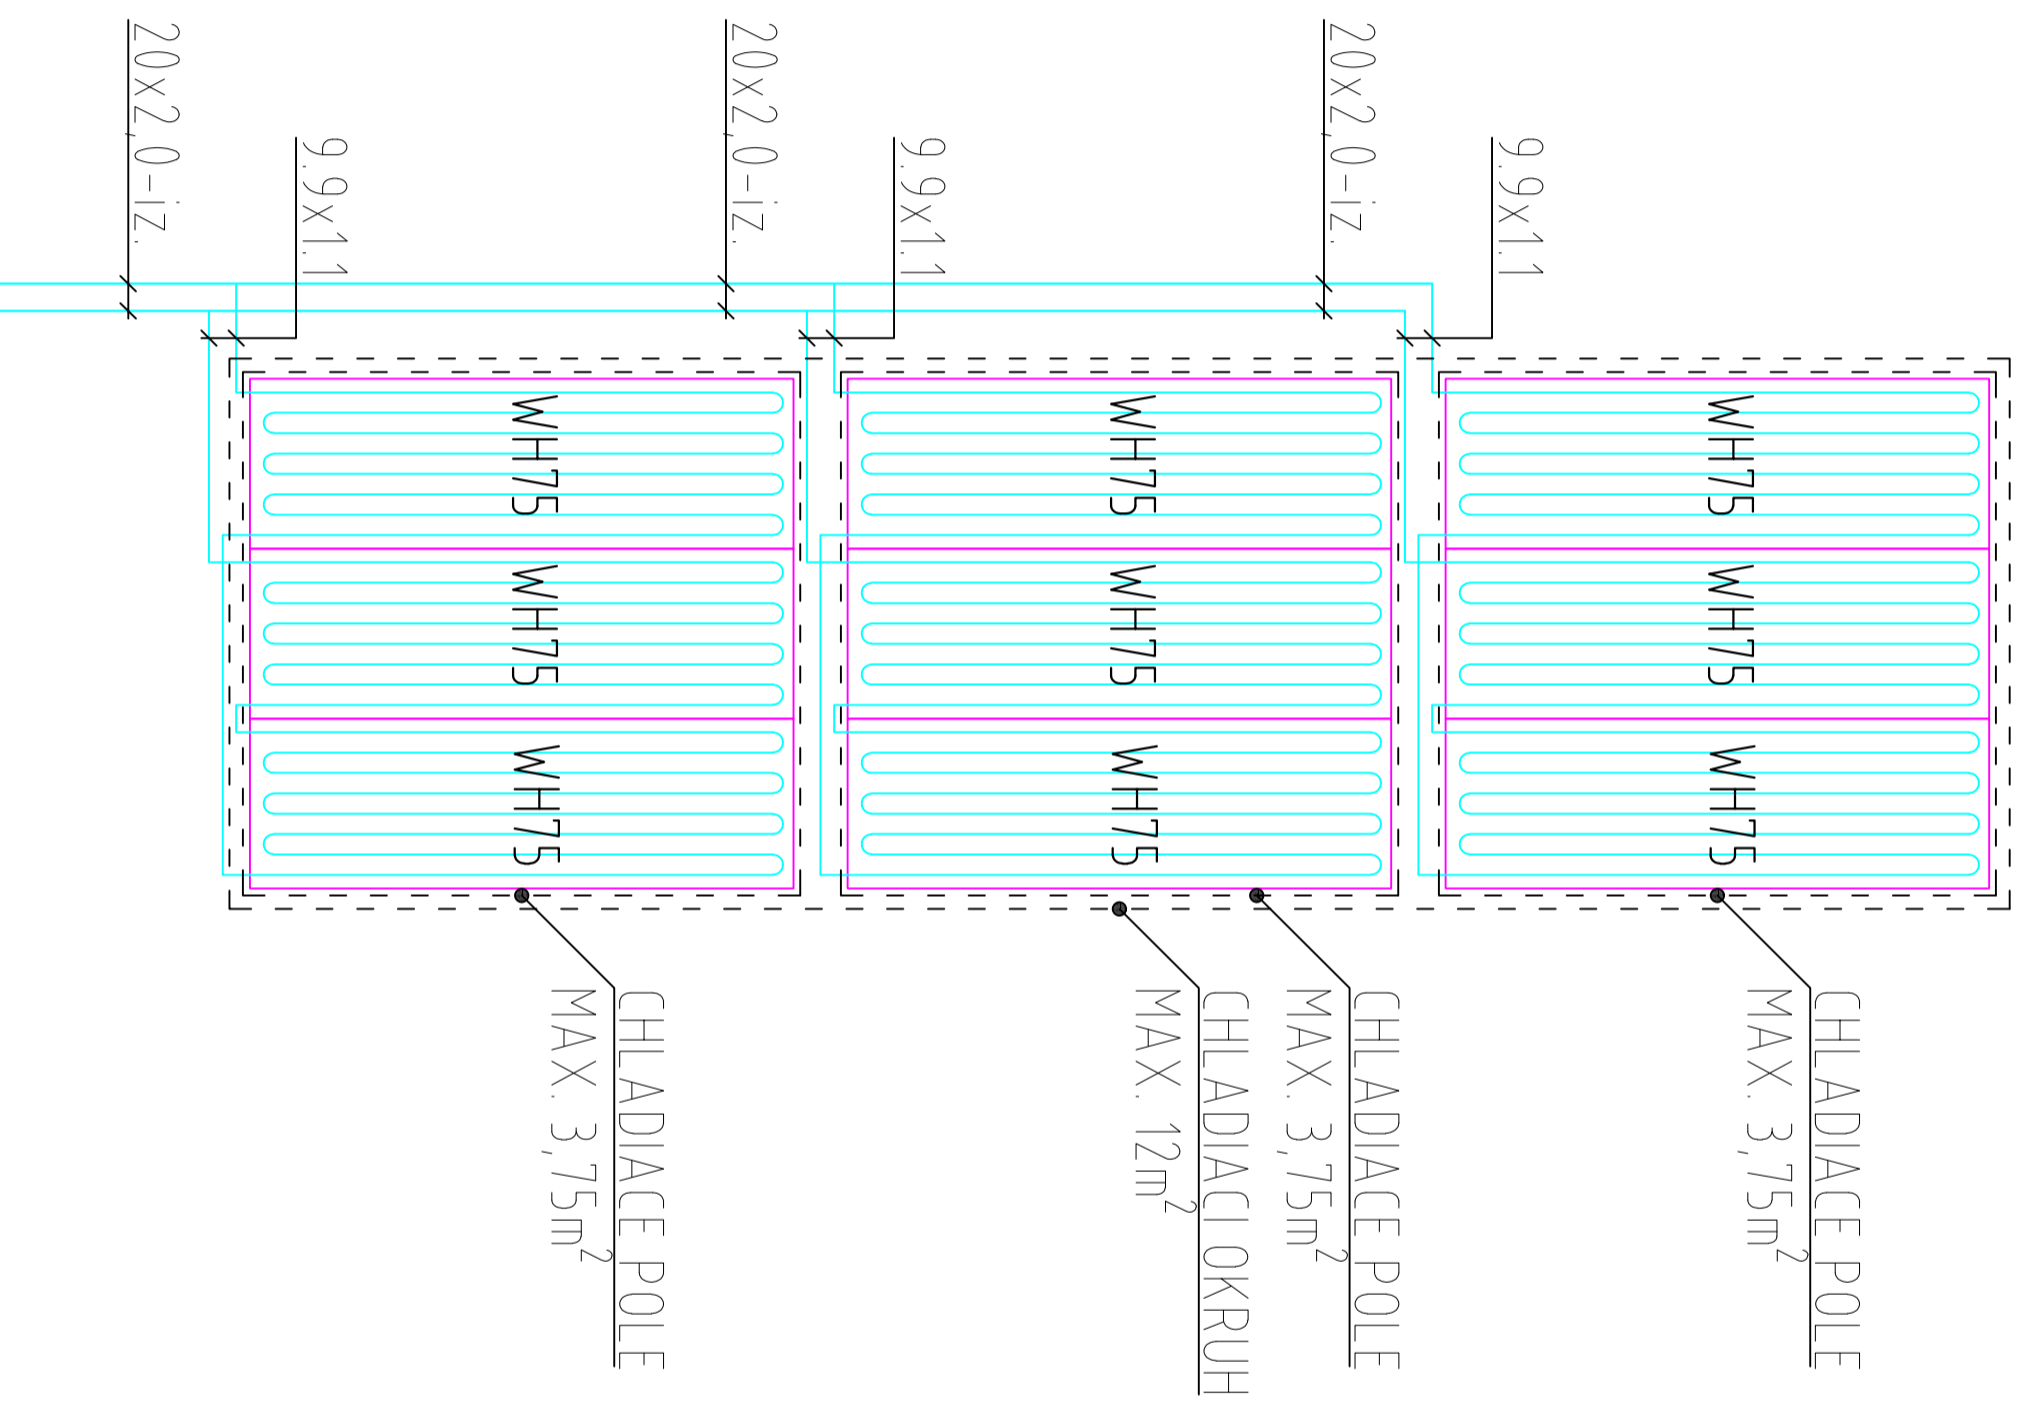 20x2,0-iz.
9.9x1.1
20x2,0-iz.
9.9x1.1
20x2,0-iz.
9.9x1.1
WH75
WH75
WH75
WH75
WH75
WH75
WH75
WH75
WH75
CHLADIACE POLE
MAX. 3,75m²
CHLADIACI OKRUH
MAX. 12m²
CHLADIACE POLE
MAX. 3,75m²
CHLADIACE POLE
MAX. 3,75m²